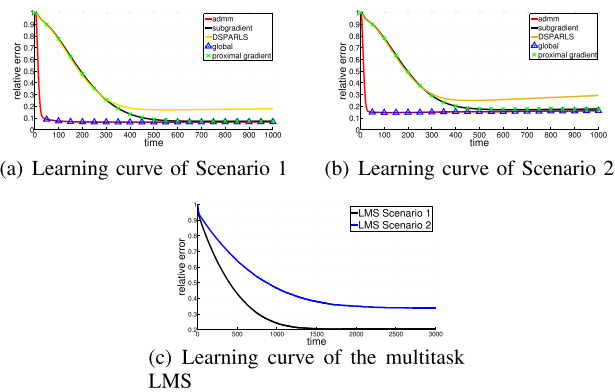 1
0.9
0.8
0.7
0.6
0.5
0.4
0.3
0.2
0.1
0
relative error
0 100 200 300 400 500 600 700 800 900 1000
time
admm
subgradient
DSPARLS
global
proximal gradient
1
0.9
0.8
0.7
0.6
0.5
0.4
0.3
0.2
0.1
0
relative error
0 100 200 300 400 500 600 700 800 900 1000
time
admm
subgradient
DSPARLS
global
proximal gradient
(a) Learning curve of Scenario 1
(b) Learning curve of Scenario 2
1
0.9
0.8
0.7
0.6
0.5
0.4
0.3
0.2
relative error
0 500 1000 1500 2000 2500 3000
time
LMS Scenario 1
LMS Scenario 2
(c) Learning curve of the multitask
LMS